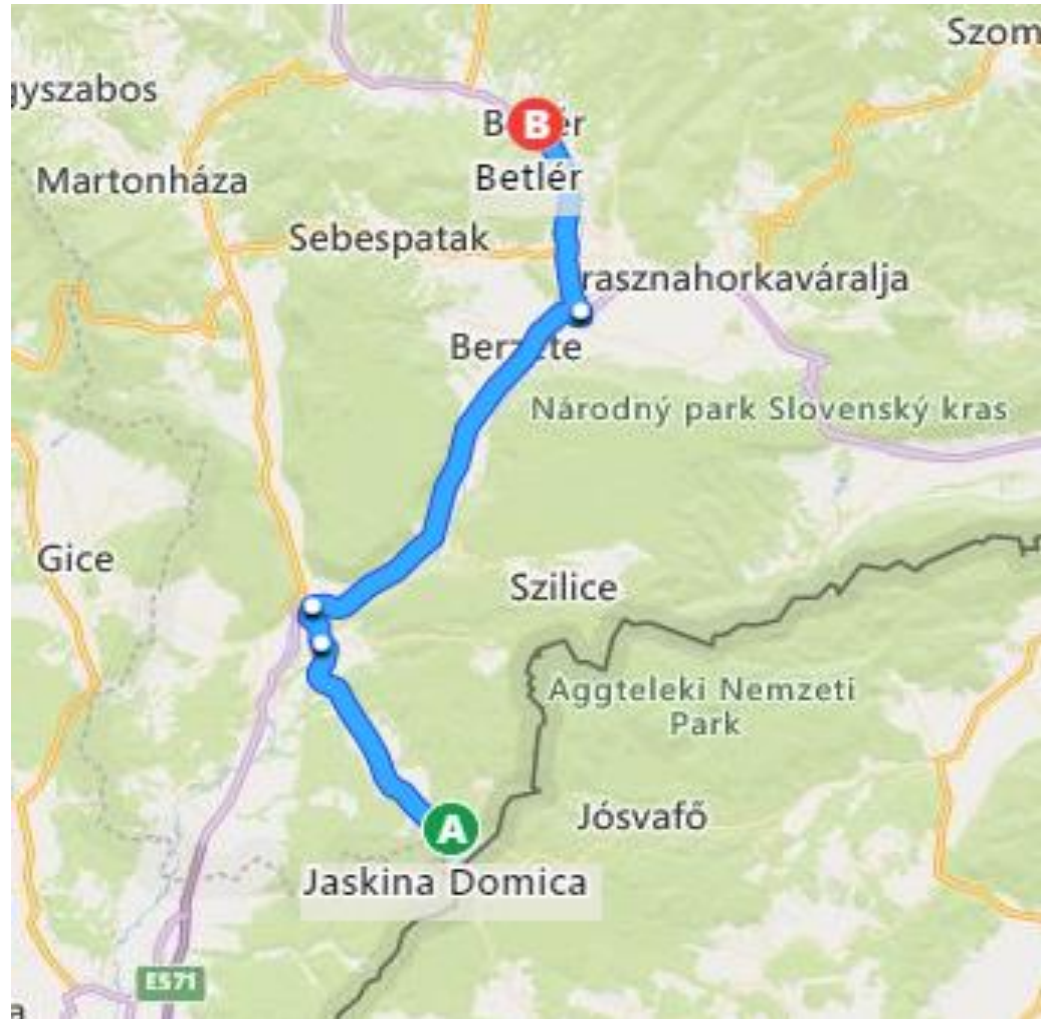 Szom
gyszabos
B
Betlér
Martonháza
Sebespatak
rasznahorkaváralja
Národný park Slovenský kras
Gice
Szilice
Aggteleki Nemzeti
Park
Jósvafő
A
Jaskina Domica
E571